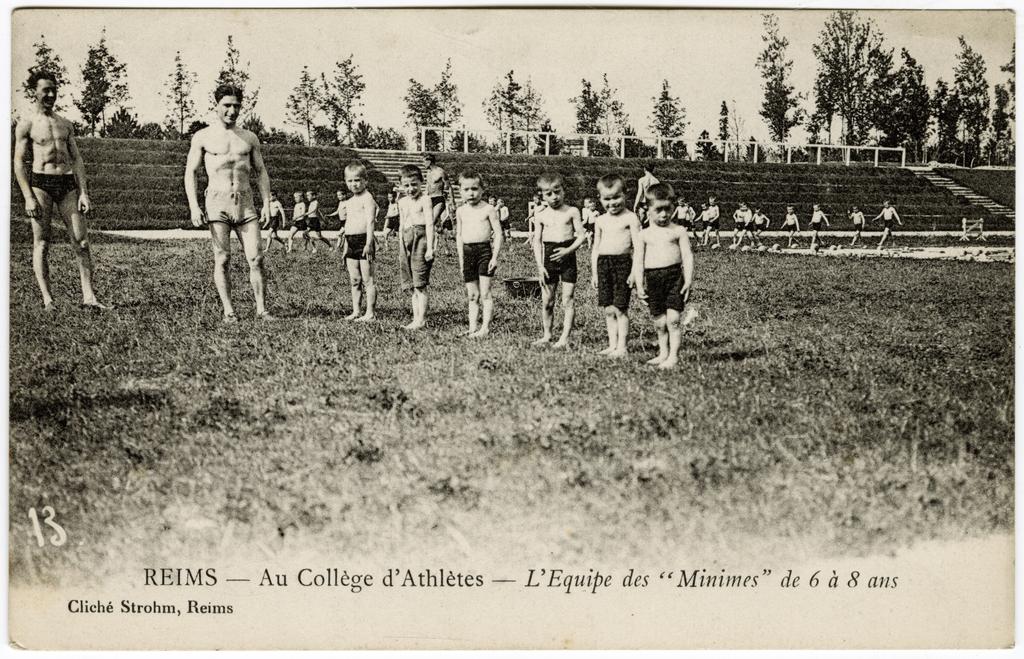 13
REIMS — Au Collège d'Athlètes — L'Equipe des “Minimes” de 6 à 8 ans
Cliché Strohm, Reims